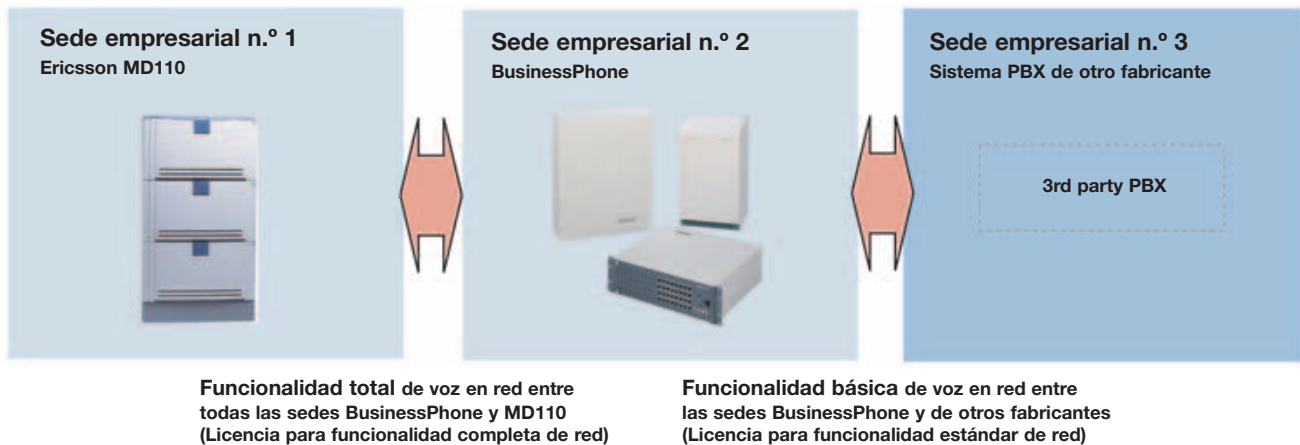 Sede empresarial n.º 1
Ericsson MD110
Sede empresarial n.º 2
BusinessPhone
Sede empresarial n.º 3
Sistema PBX de otro fabricante
3rd party PBX
Funcionalidad total de voz en red entre
todas las sedes BusinessPhone y MD110
(Licencia para funcionalidad completa de red)
Funcionalidad básica de voz en red entre
las sedes BusinessPhone y de otros fabricantes
(Licencia para funcionalidad estándar de red)